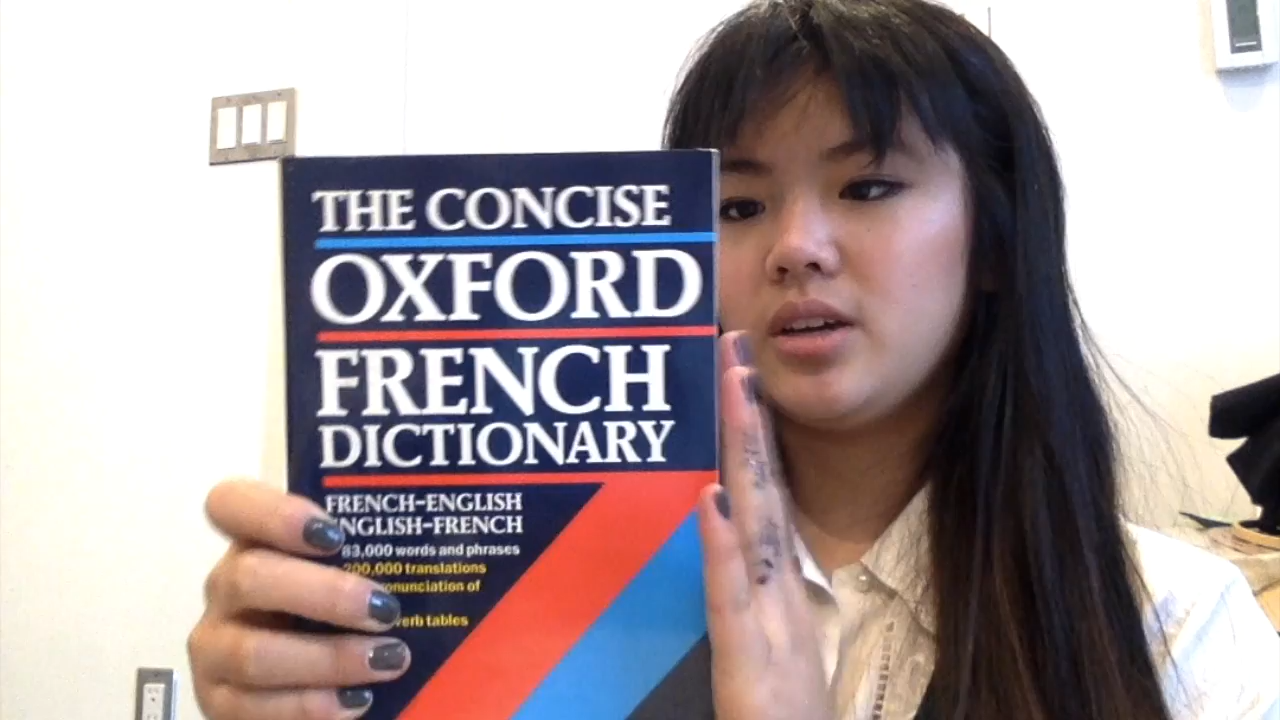 THE CONCISE
OXFORD
FRENCH
DICTIONARY
FRENCH-ENGLISH
ENGLISH-FRENCH
83,000 words and phrases
200,000 translations
of
verb tables